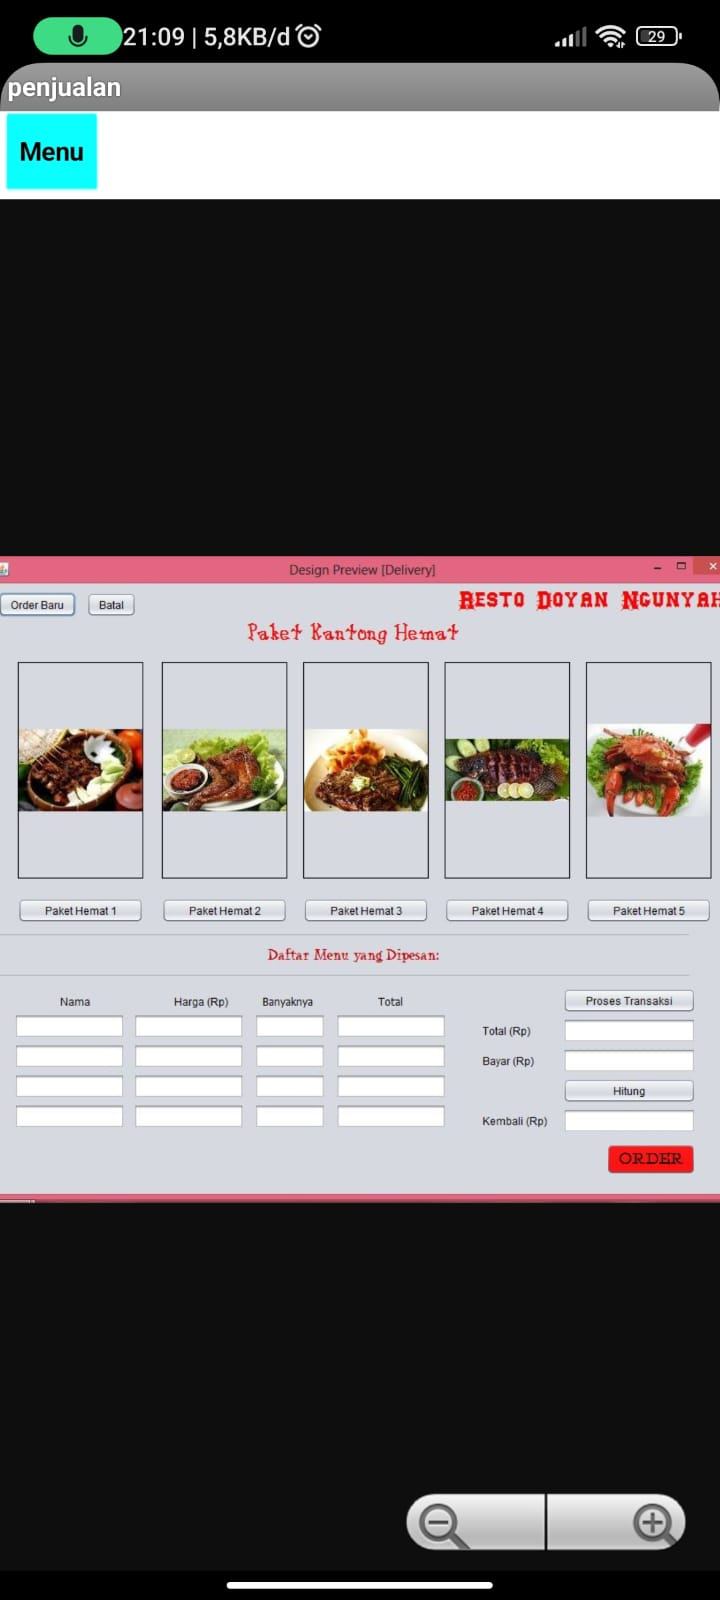 21:09 | 5,8KB/d
29
penjualan
Menu
Design Preview [Delivery]
Order Baru
Batal
Resto Doyan Ngunyah
Paket Kantong Hemat
Paket Hemat 1
Paket Hemat 2
Paket Hemat 3
Paket Hemat 4
Paket Hemat 5
Daftar Menu yang Dipesan:
Nama
Harga (Rp)
Banyaknya
Total
Proses Transaksi
Total (Rp)
Bayar (Rp)
Hitung
Kembali (Rp)
ORDER